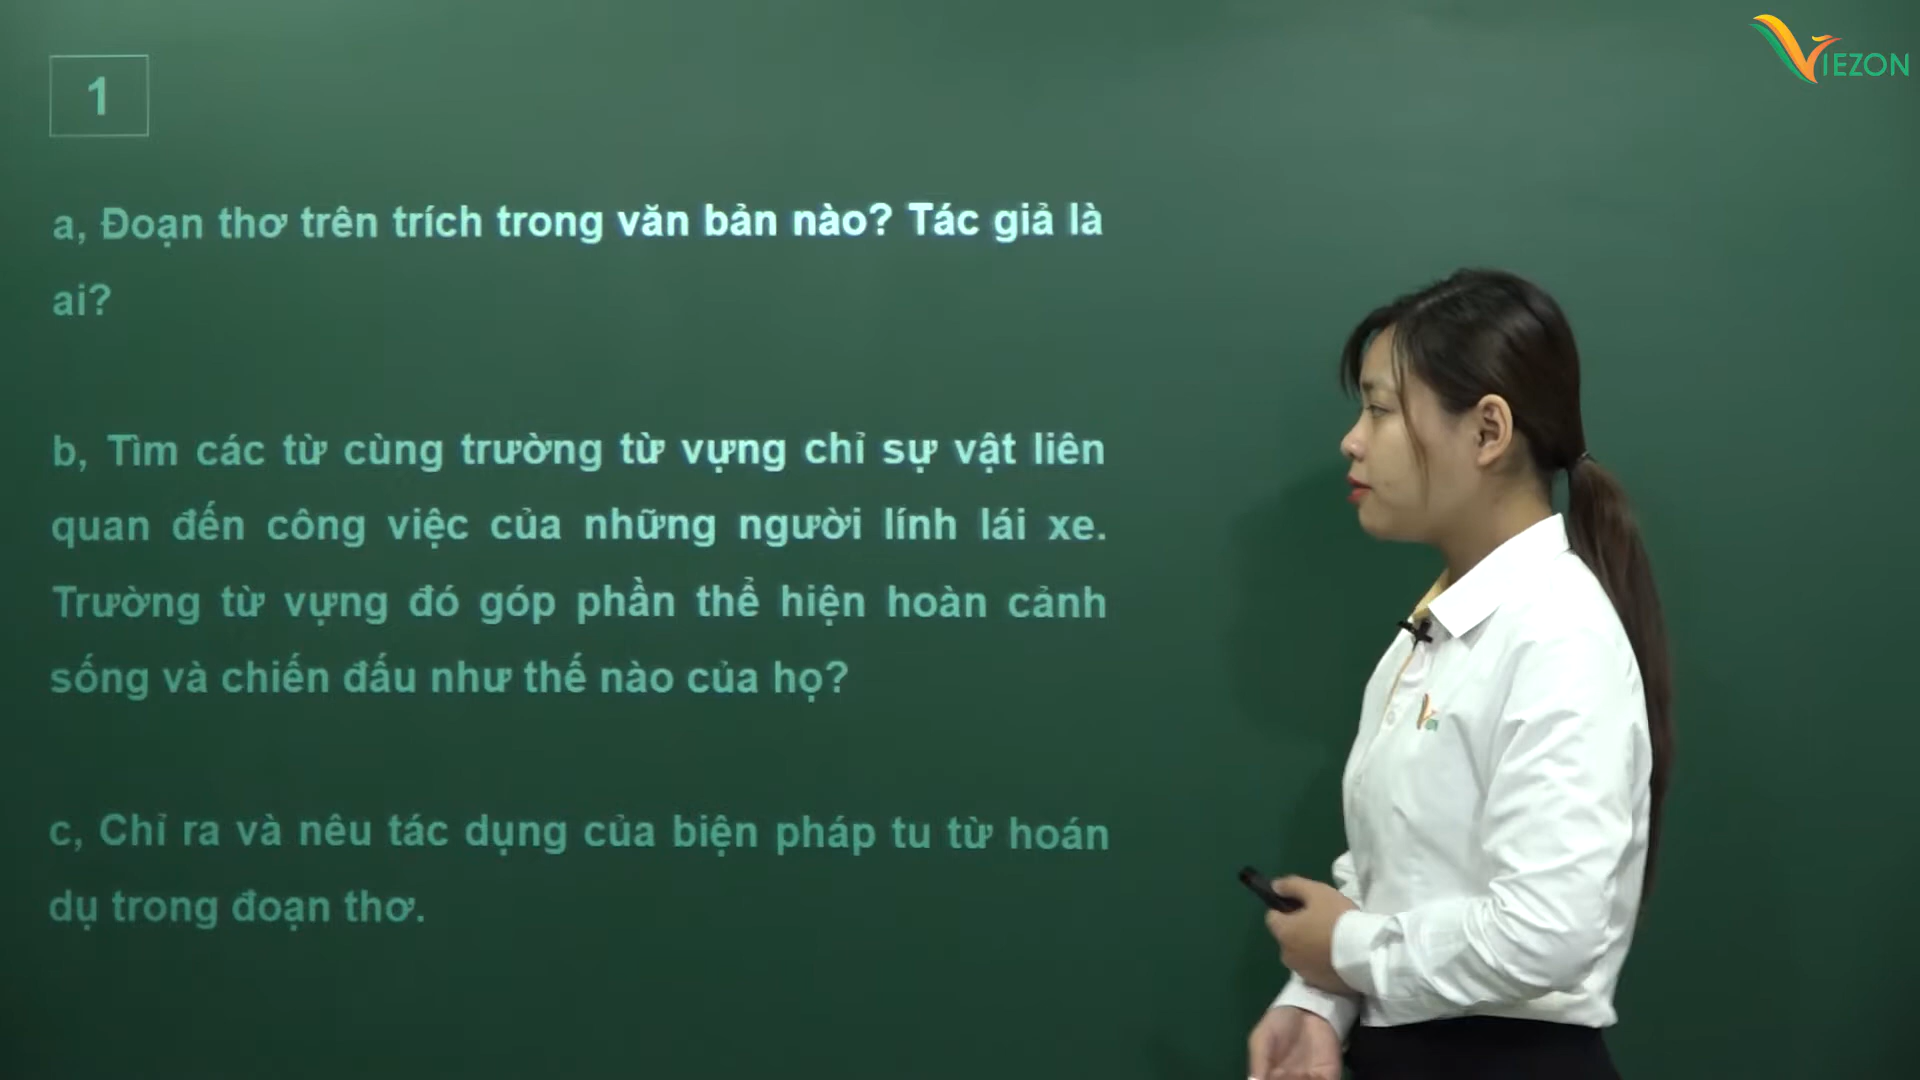 VIEZON
1
a, Đoạn thơ trên trích trong văn bản nào? Tác giả là
ai?
b, Tìm các từ cùng trường từ vựng chỉ sự vật liên
quan đến công việc của những người lính lái xe.
Trường từ vựng đó góp phần thể hiện hoàn cảnh
sống và chiến đấu như thế nào của họ?
c, Chỉ ra và nêu tác dụng của biện pháp tu từ hoán
dụ trong đoạn thơ.